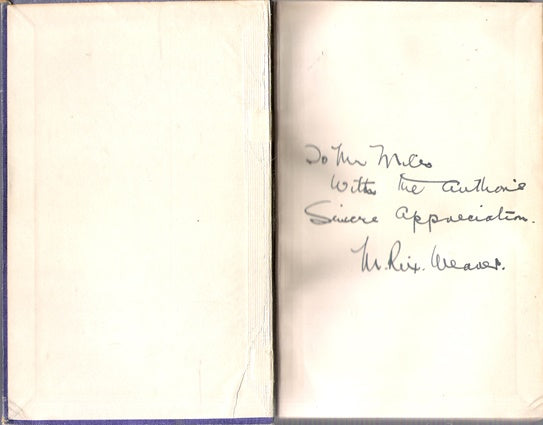 To Mr Miles
With the Author's
Sincere Appreciation.
M. Rix. Weaver.